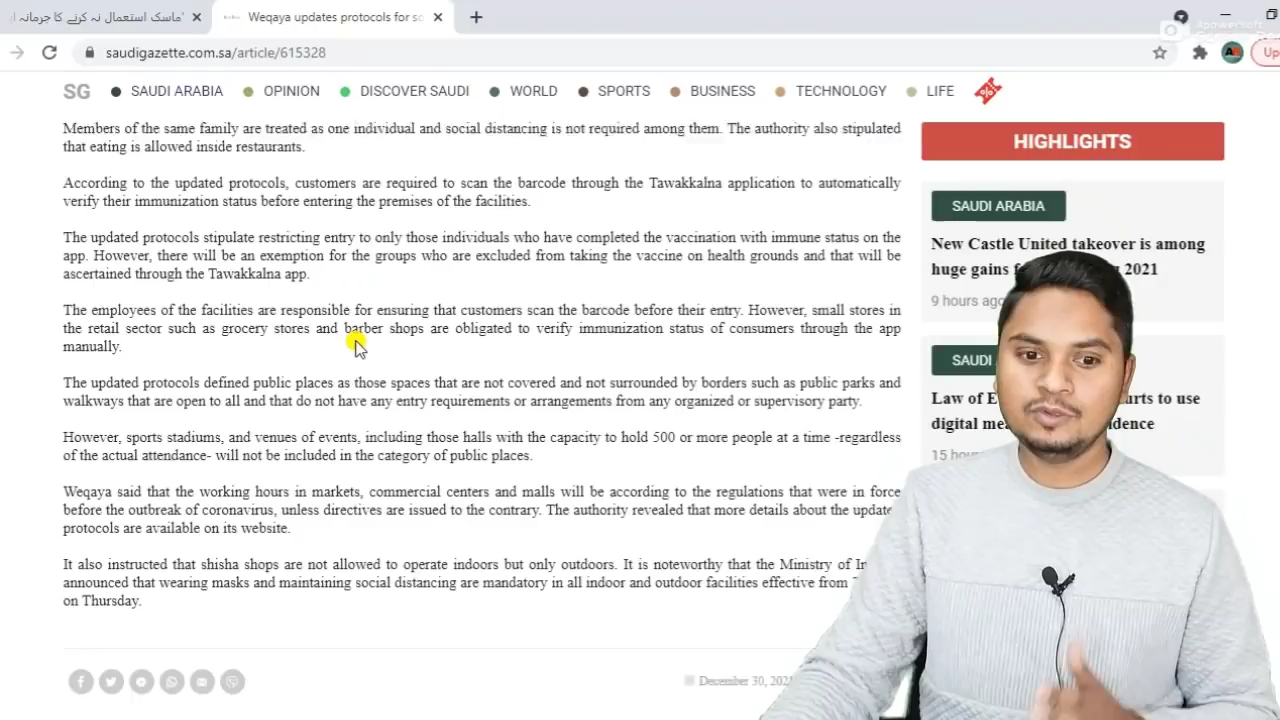 ماسک استعمال نہ کرنے کا جرمانہ
Weqaya updates protocols for so
saudigazette.com.sa/article/615328
Apowersoft
SG SAUDI ARABIA OPINION DISCOVER SAUDI WORLD SPORTS BUSINESS TECHNOLOGY LIFE
Members of the same family are treated as one individual and social distancing is not required among them. The authority also stipulated
that eating is allowed inside restaurants.
According to the updated protocols, customers are required to scan the barcode through the Tawakkalna application to automatically
verify their immunization status before entering the premises of the facilities.
The updated protocols stipulate restricting entry to only those individuals who have completed the vaccination with immune status on the
app. However, there will be an exemption for the groups who are excluded from taking the vaccine on health grounds and that will be
ascertained through the Tawakkalna app.
The employees of the facilities are responsible for ensuring that customers scan the barcode before their entry. However, small stores in
the retail sector such as grocery stores and barber shops are obligated to verify immunization status of consumers through the app
manually.
The updated protocols defined public places as those spaces that are not covered and not surrounded by borders such as public parks and
walkways that are open to all and that do not have any entry requirements or arrangements from any organized or supervisory party.
However, sports stadiums, and venues of events, including those halls with the capacity to hold 500 or more people at a time -regardless
of the actual attendance- will not be included in the category of public places.
Weqaya said that the working hours in markets, commercial centers and malls will be according to the regulations that were in force
before the outbreak of coronavirus, unless directives are issued to the contrary. The authority revealed that more details about the update
protocols are available on its website.
It also instructed that shisha shops are not allowed to operate indoors but only outdoors. It is noteworthy that the Ministry of
announced that wearing masks and maintaining social distancing are mandatory in all indoor and outdoor facilities effective from
on Thursday.
December 30, 202
HIGHLIGHTS
SAUDI ARABIA
New Castle United takeover is among
huge gains 2021
9 hours ago
SAUDI
Law of to use
digital
15 hours